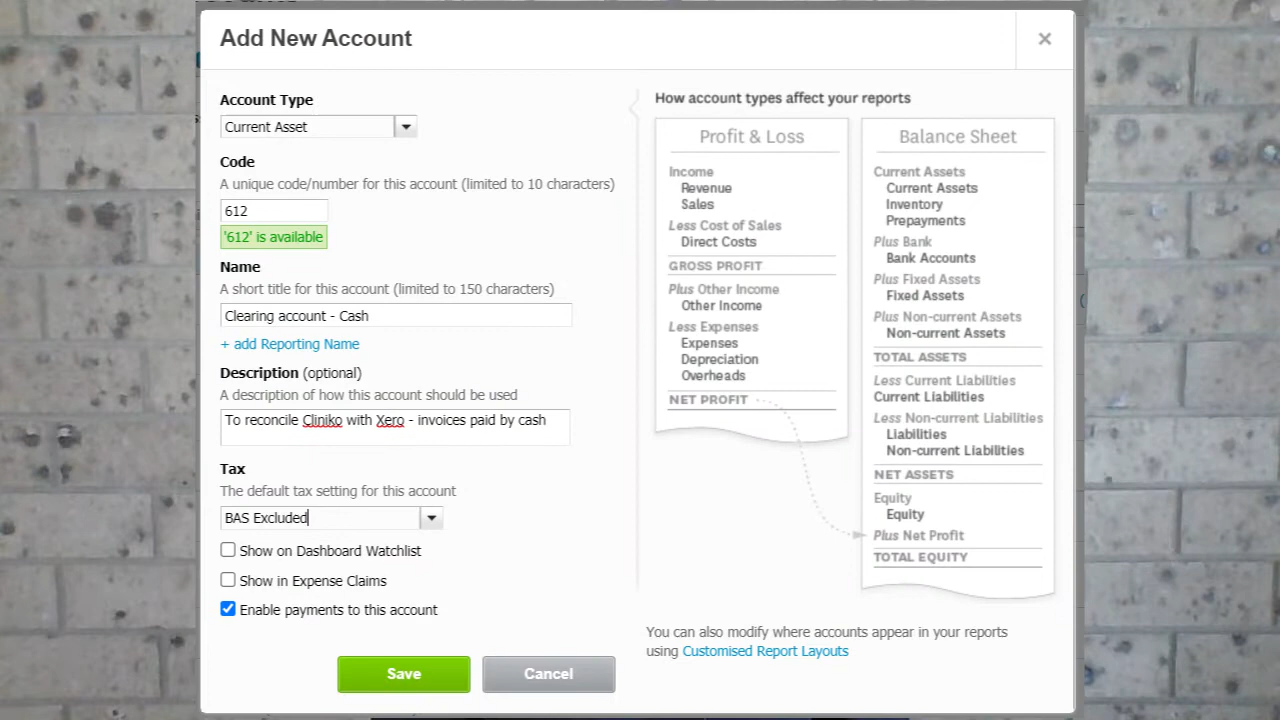 Add New Account
×
Account Type
Current Asset
Code
A unique code/number for this account (limited to 10 characters)
612
'612' is available
Name
A short title for this account (limited to 150 characters)
Clearing account - Cash
+ add Reporting Name
Description (optional)
A description of how this account should be used
To reconcile Cliniko with Xero - invoices paid by cash
Tax
The default tax setting for this account
BAS Excluded
Show on Dashboard Watchlist
Show in Expense Claims
Enable payments to this account
Save
Cancel
How account types affect your reports
Profit & Loss
Income
Revenue
Sales
Less Cost of Sales
Direct Costs
GROSS PROFIT
Plus Other Income
Other Income
Less Expenses
Expenses
Depreciation
Overheads
NET PROFIT
Balance Sheet
Current Assets
Current Assets
Inventory
Prepayments
Plus Bank
Bank Accounts
Plus Fixed Assets
Fixed Assets
Plus Non-current Assets
Non-current Assets
TOTAL ASSETS
Less Current Liabilities
Current Liabilities
Less Non-current Liabilities
Liabilities
Non-current Liabilities
NET ASSETS
Equity
Equity
Plus Net Profit
TOTAL EQUITY
You can also modify where accounts appear in your reports
using Customised Report Layouts